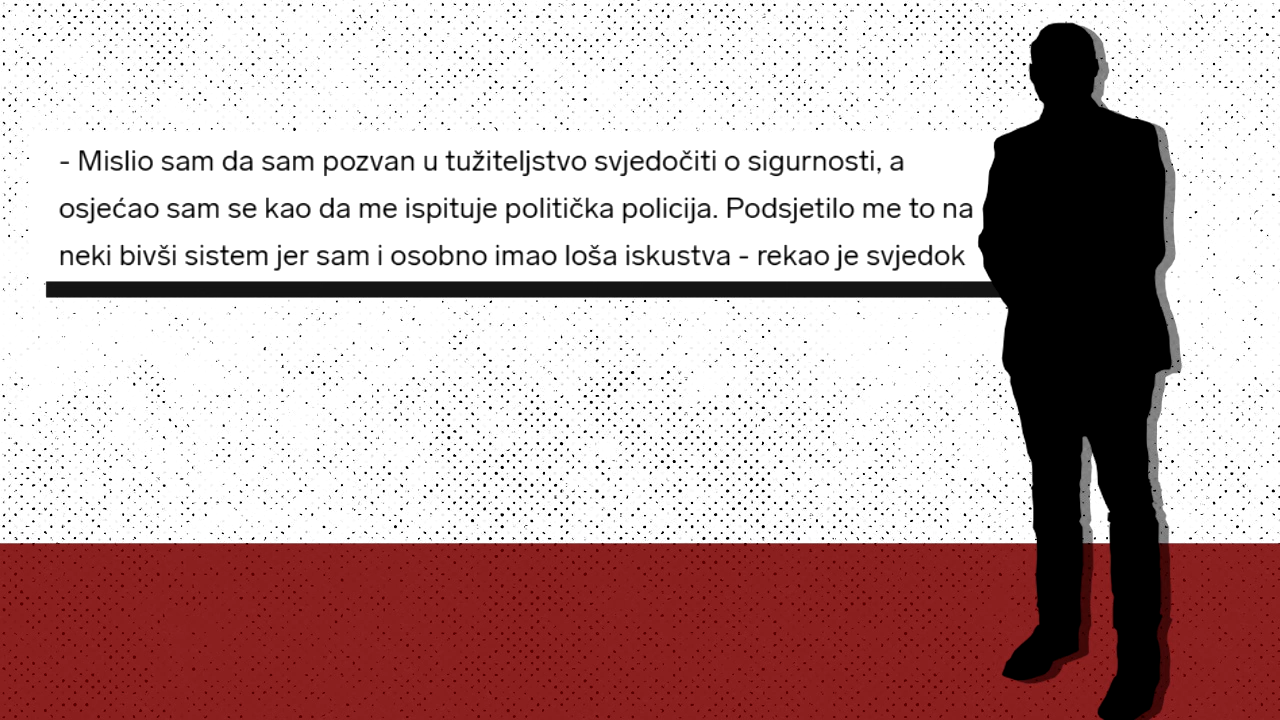 - Mislio sam da sam pozvan u tužiteljstvo svjedočiti o sigurnosti, a
osjećao sam se kao da me ispituje politička policija. Podsjetilo me to na
neki bivši sistem jer sam i osobno imao loša iskustva - rekao je svjedok